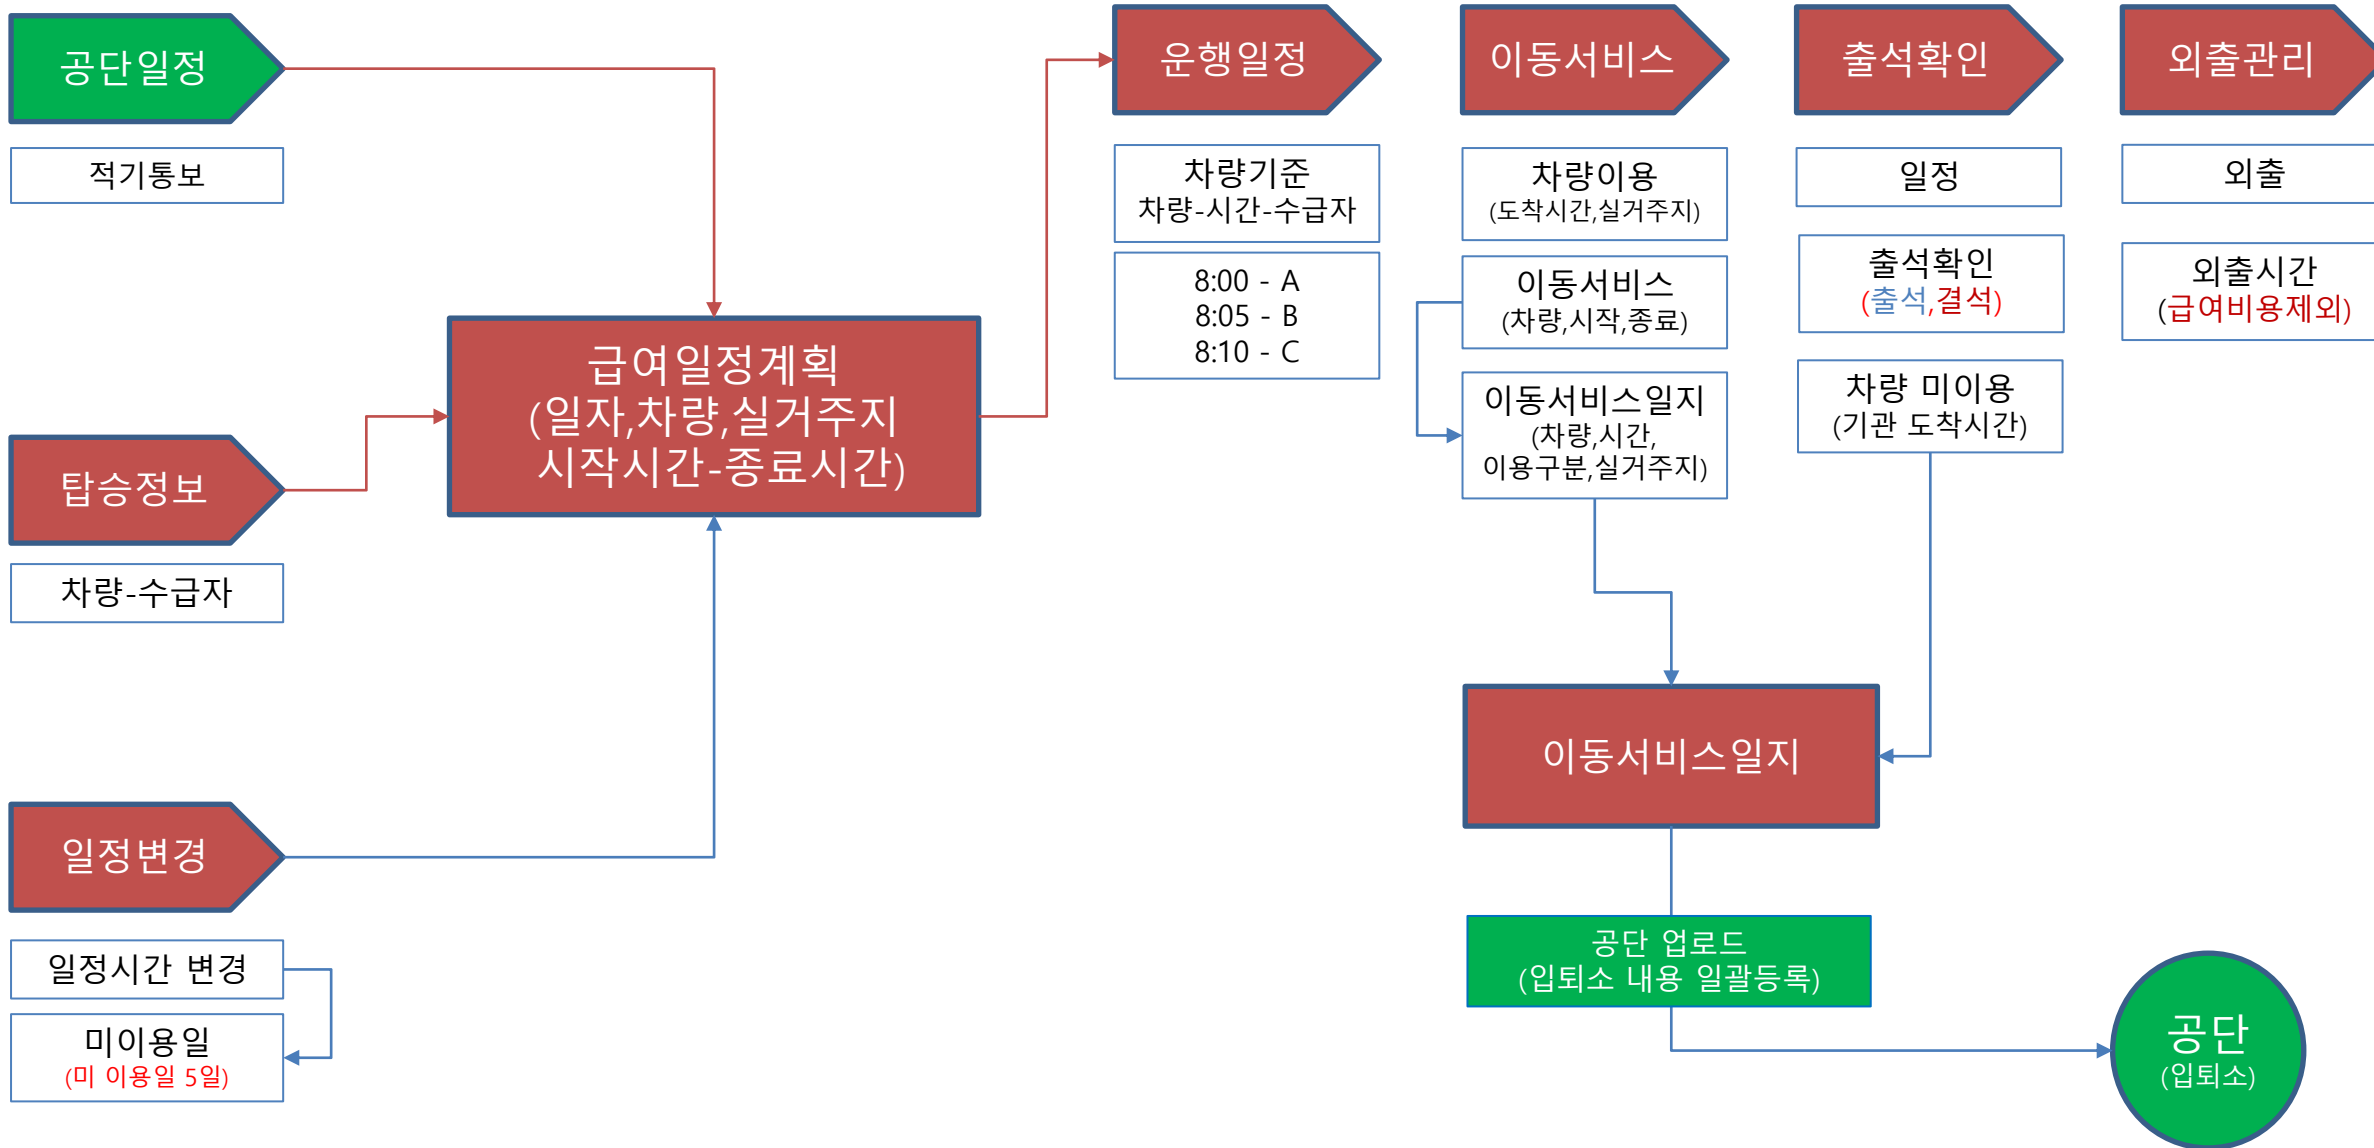 공단일정
적기통보
탑승정보
차량-수급자
일정변경
일정시간 변경
미이용일
(미 이용일 5일)
급여일정계획
(일자,차량,실거주지
시작시간-종료시간)
운행일정
차량기준
차량-시간-수급자
8:00 - A
8:05 - B
8:10 - C
이동서비스
차량이용
(도착시간,실거주지)
이동서비스
(차량,시작,종료)
이동서비스일지
(차량,시간,
이용구분,실거주지)
출석확인
일정
출석확인
(출석,결석)
차량 미이용
(기관 도착시간)
외출관리
외출
외출시간
(급여비용제외)
이동서비스일지
공단 업로드
(입퇴소 내용 일괄등록)
공단
(입퇴소)